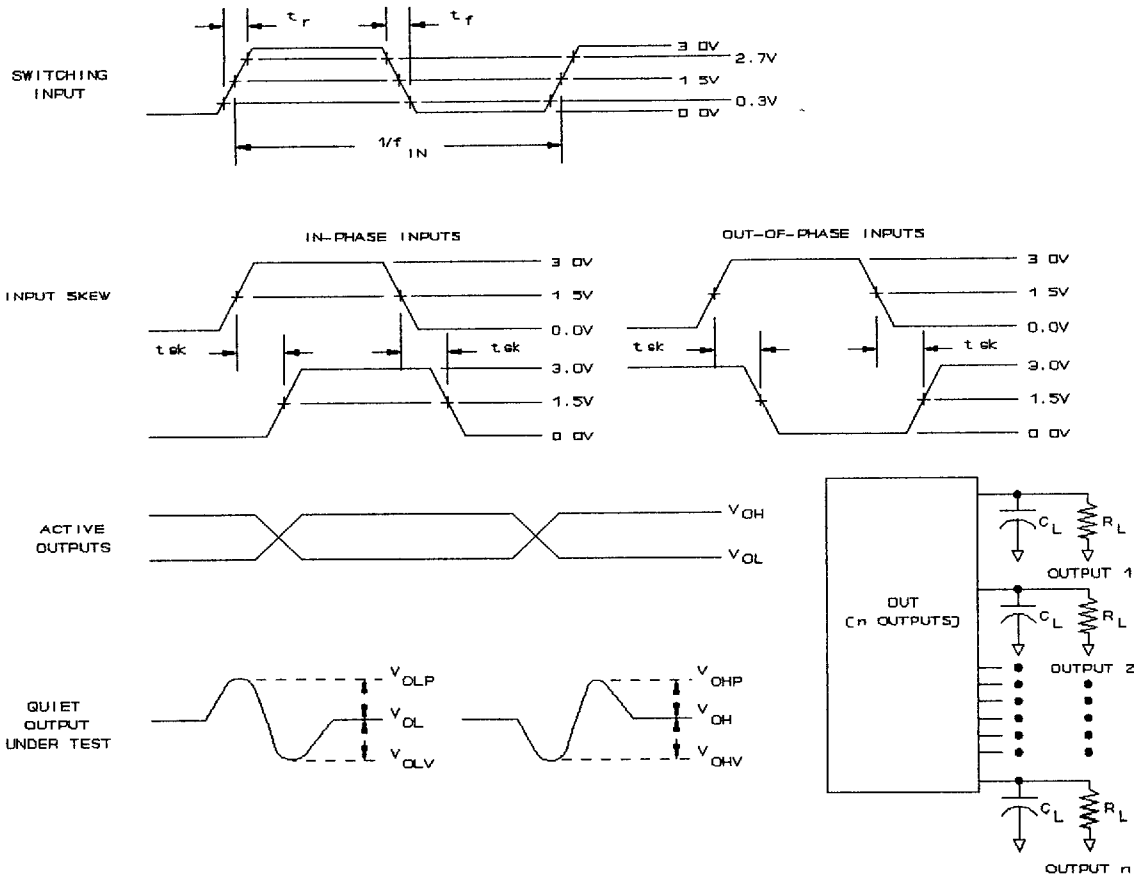 t r
t f
SWITCHING
INPUT
3 0V
2.7V
1 5V
0.3V
0 0V
1/f IN
IN-PHASE INPUTS
OUT-OF-PHASE INPUTS
INPUT SKEW
3 0V
1 5V
0.0V
t sk
t sk
3.0V
1.5V
0 0V
3 0V
1 5V
0.0V
t sk
t sk
3.0V
1.5V
0 0V
ACTIVE
OUTPUTS
V OH
V OL
QUIET
OUTPUT
UNDER TEST
V OLP
V OL
V OLV
V OHP
V OH
V OHV
DUT
(n OUTPUTS)
C L
R L
OUTPUT 1
C L
R L
OUTPUT 2
C L
R L
OUTPUT n